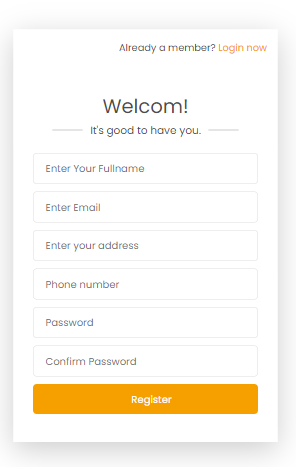 Already a member? Login now
Welcom!
It's good to have you.
Enter Your Fullname
Enter Email
Enter your address
Phone number
Password
Confirm Password
Register